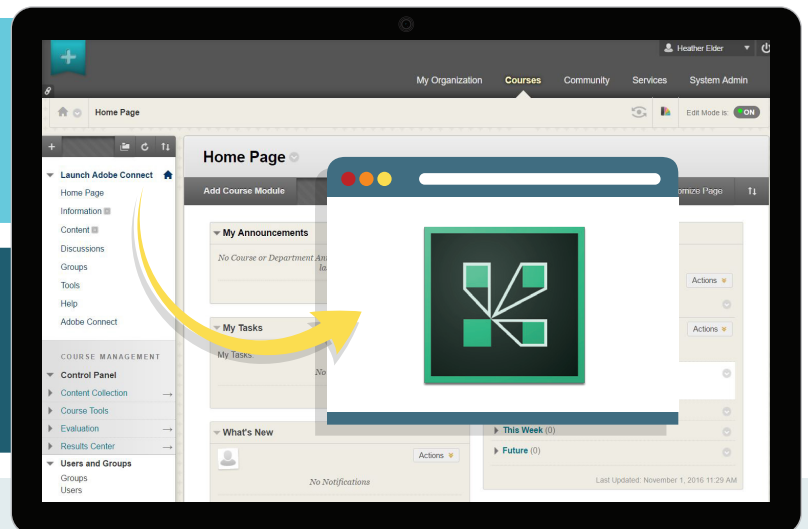 Heather Elder
My Organization Courses Community Services System Admin
Home Page
Edit Mode is: ON
Home Page
Launch Adobe Connect
Home Page
Information
Content
Discussions
Groups
Tools
Help
Adobe Connect
COURSE MANAGEMENT
Control Panel
Content Collection
Course Tools
Evaluation
Results Center
Users and Groups
Groups
Users
Add Course Module
Page
My Announcements
No Course or Department
Actions
My Tasks
Actions
My Tasks:
No
What's New
Actions
No Notifications
This Week (0)
Future (0)
Last Updated: November 1, 2016 11:29 AM